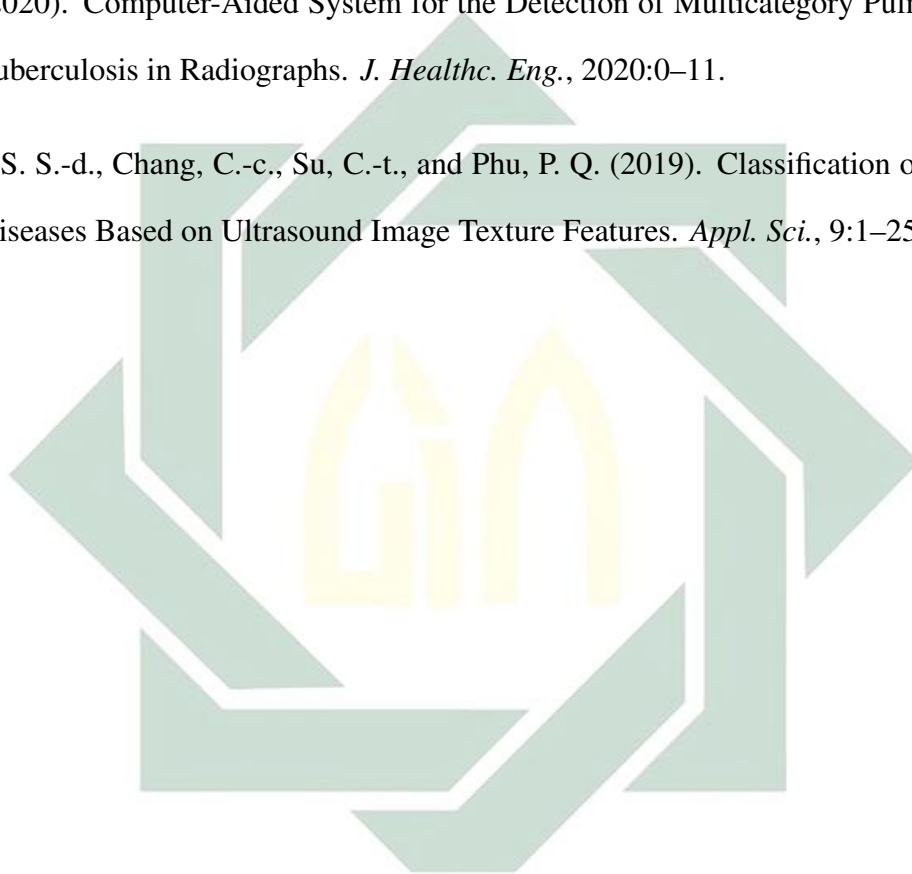 2020). Computer-Aided System for the Detection of Multicategory Pul
uberculosis in Radiographs. J. Healthc. Eng., 2020:0–11.
S. S.-d., Chang, C.-c., Su, C.-t., and Phu, P. Q. (2019). Classification o
iseases Based on Ultrasound Image Texture Features. Appl. Sci., 9:1–25